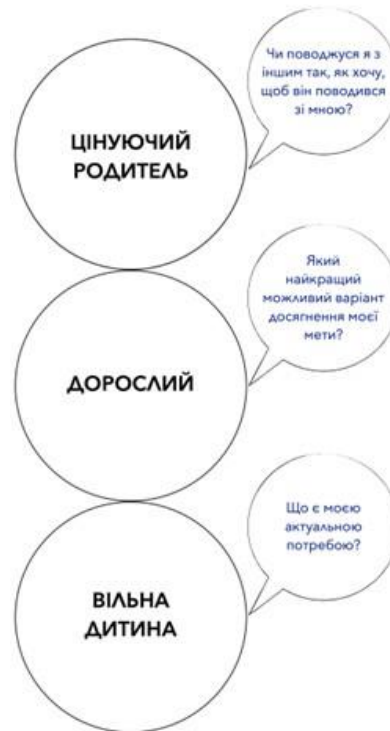 Чи поводжуся я з
іншим так, як хочу,
щоб він поводився
зі мною?
ЦІНУЮЧИЙ
РОДИТЕЛЬ
Який
найкращий
можливий варіант
досягнення моєї
мети?
ДОРОСЛИЙ
Що є моєю
актуальною
потребою?
ВІЛЬНА
ДИТИНА